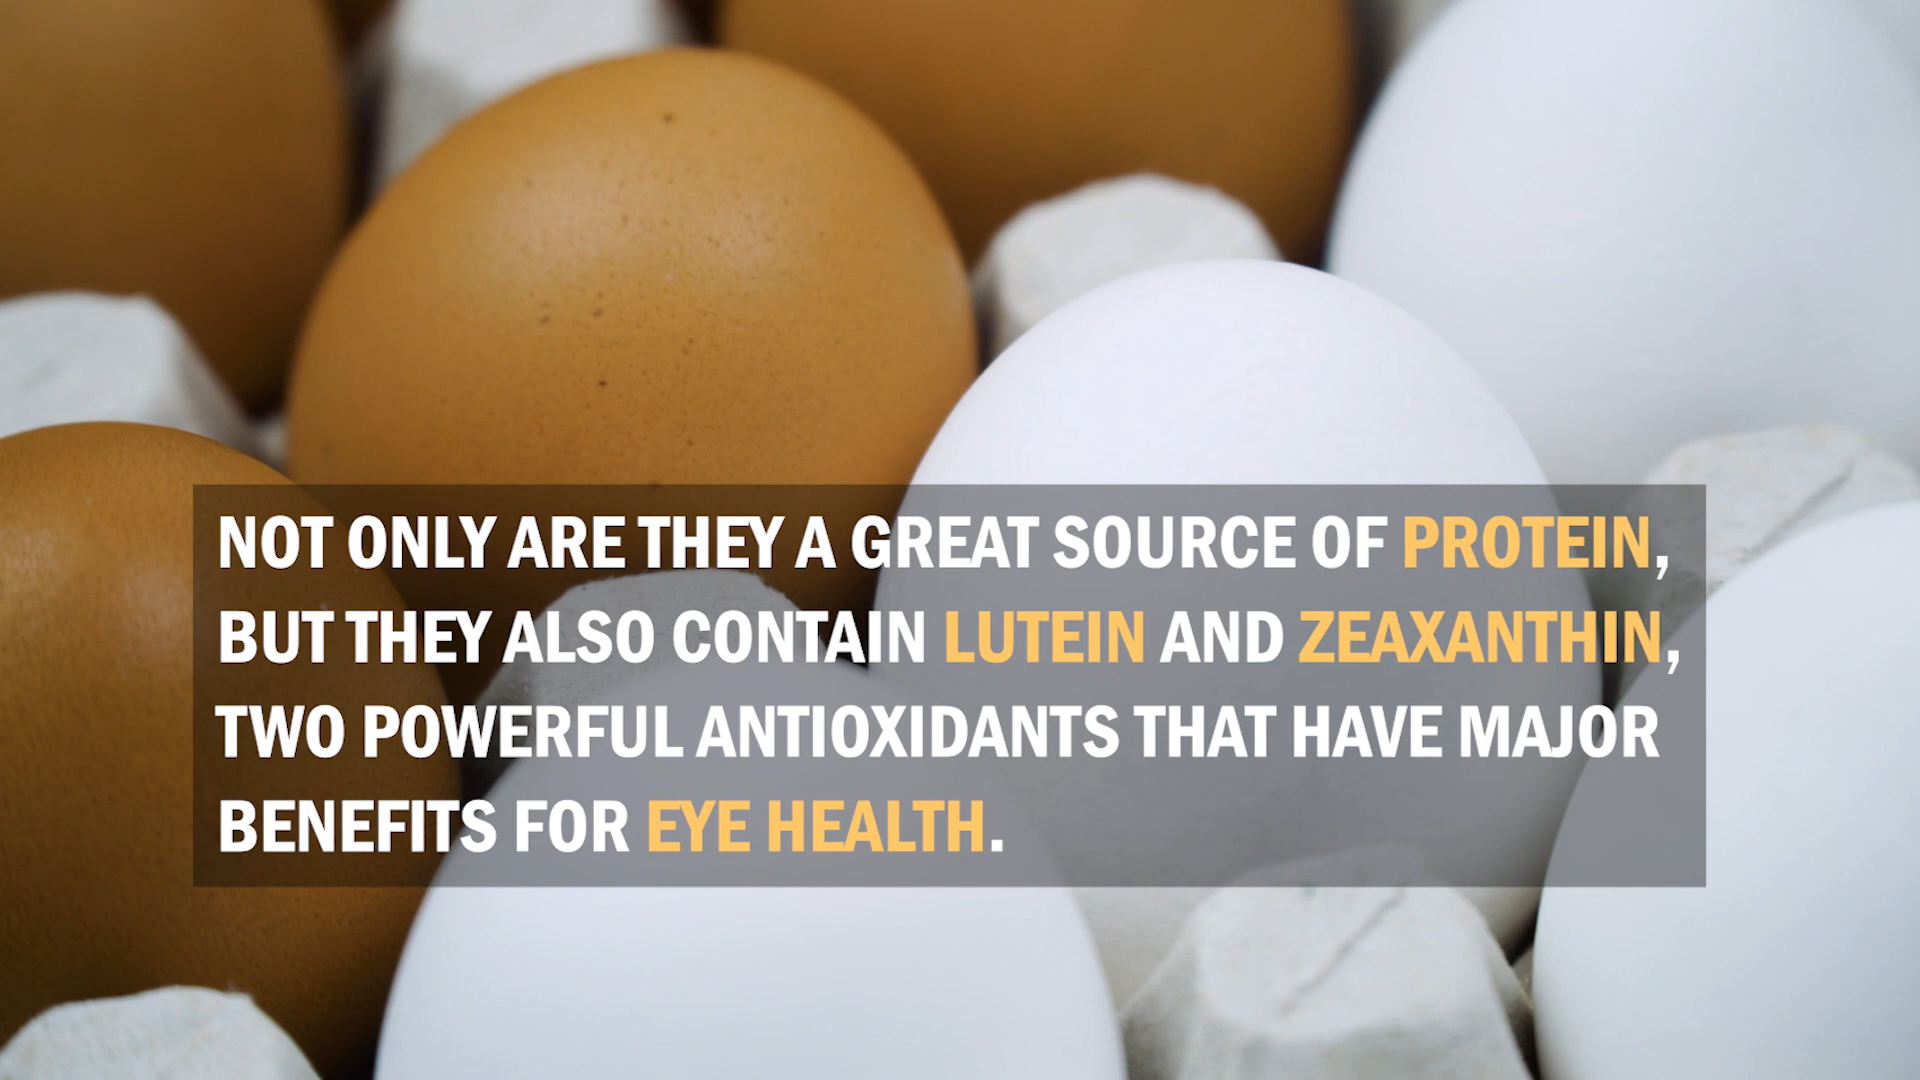 NOT ONLY ARE THEY A GREAT SOURCE OF PROTEIN,
BUT THEY ALSO CONTAIN LUTEIN AND ZEAXANTHIN,
TWO POWERFUL ANTIOXIDANTS THAT HAVE MAJOR
BENEFITS FOR EYE HEALTH.